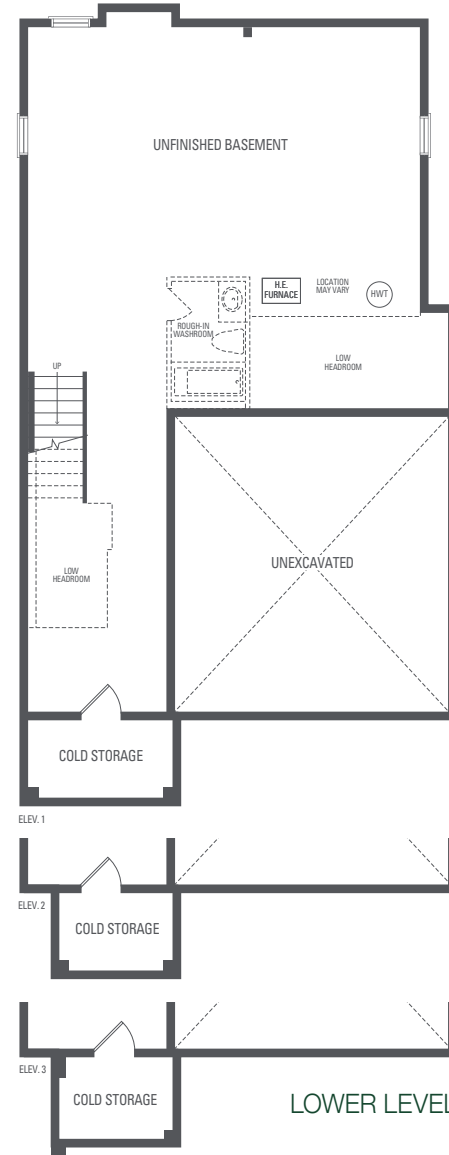 UNFINISHED BASEMENT
H.E.
FURNACE
LOCATION
MAY VARY
HWT
ROUGH-IN
WASHROOM
LOW
HEADROOM
UP
UNEXCAVATED
LOW
HEADROOM
COLD STORAGE
ELEV. 1
ELEV. 2
COLD STORAGE
ELEV. 3
COLD STORAGE
LOWER LEVEL